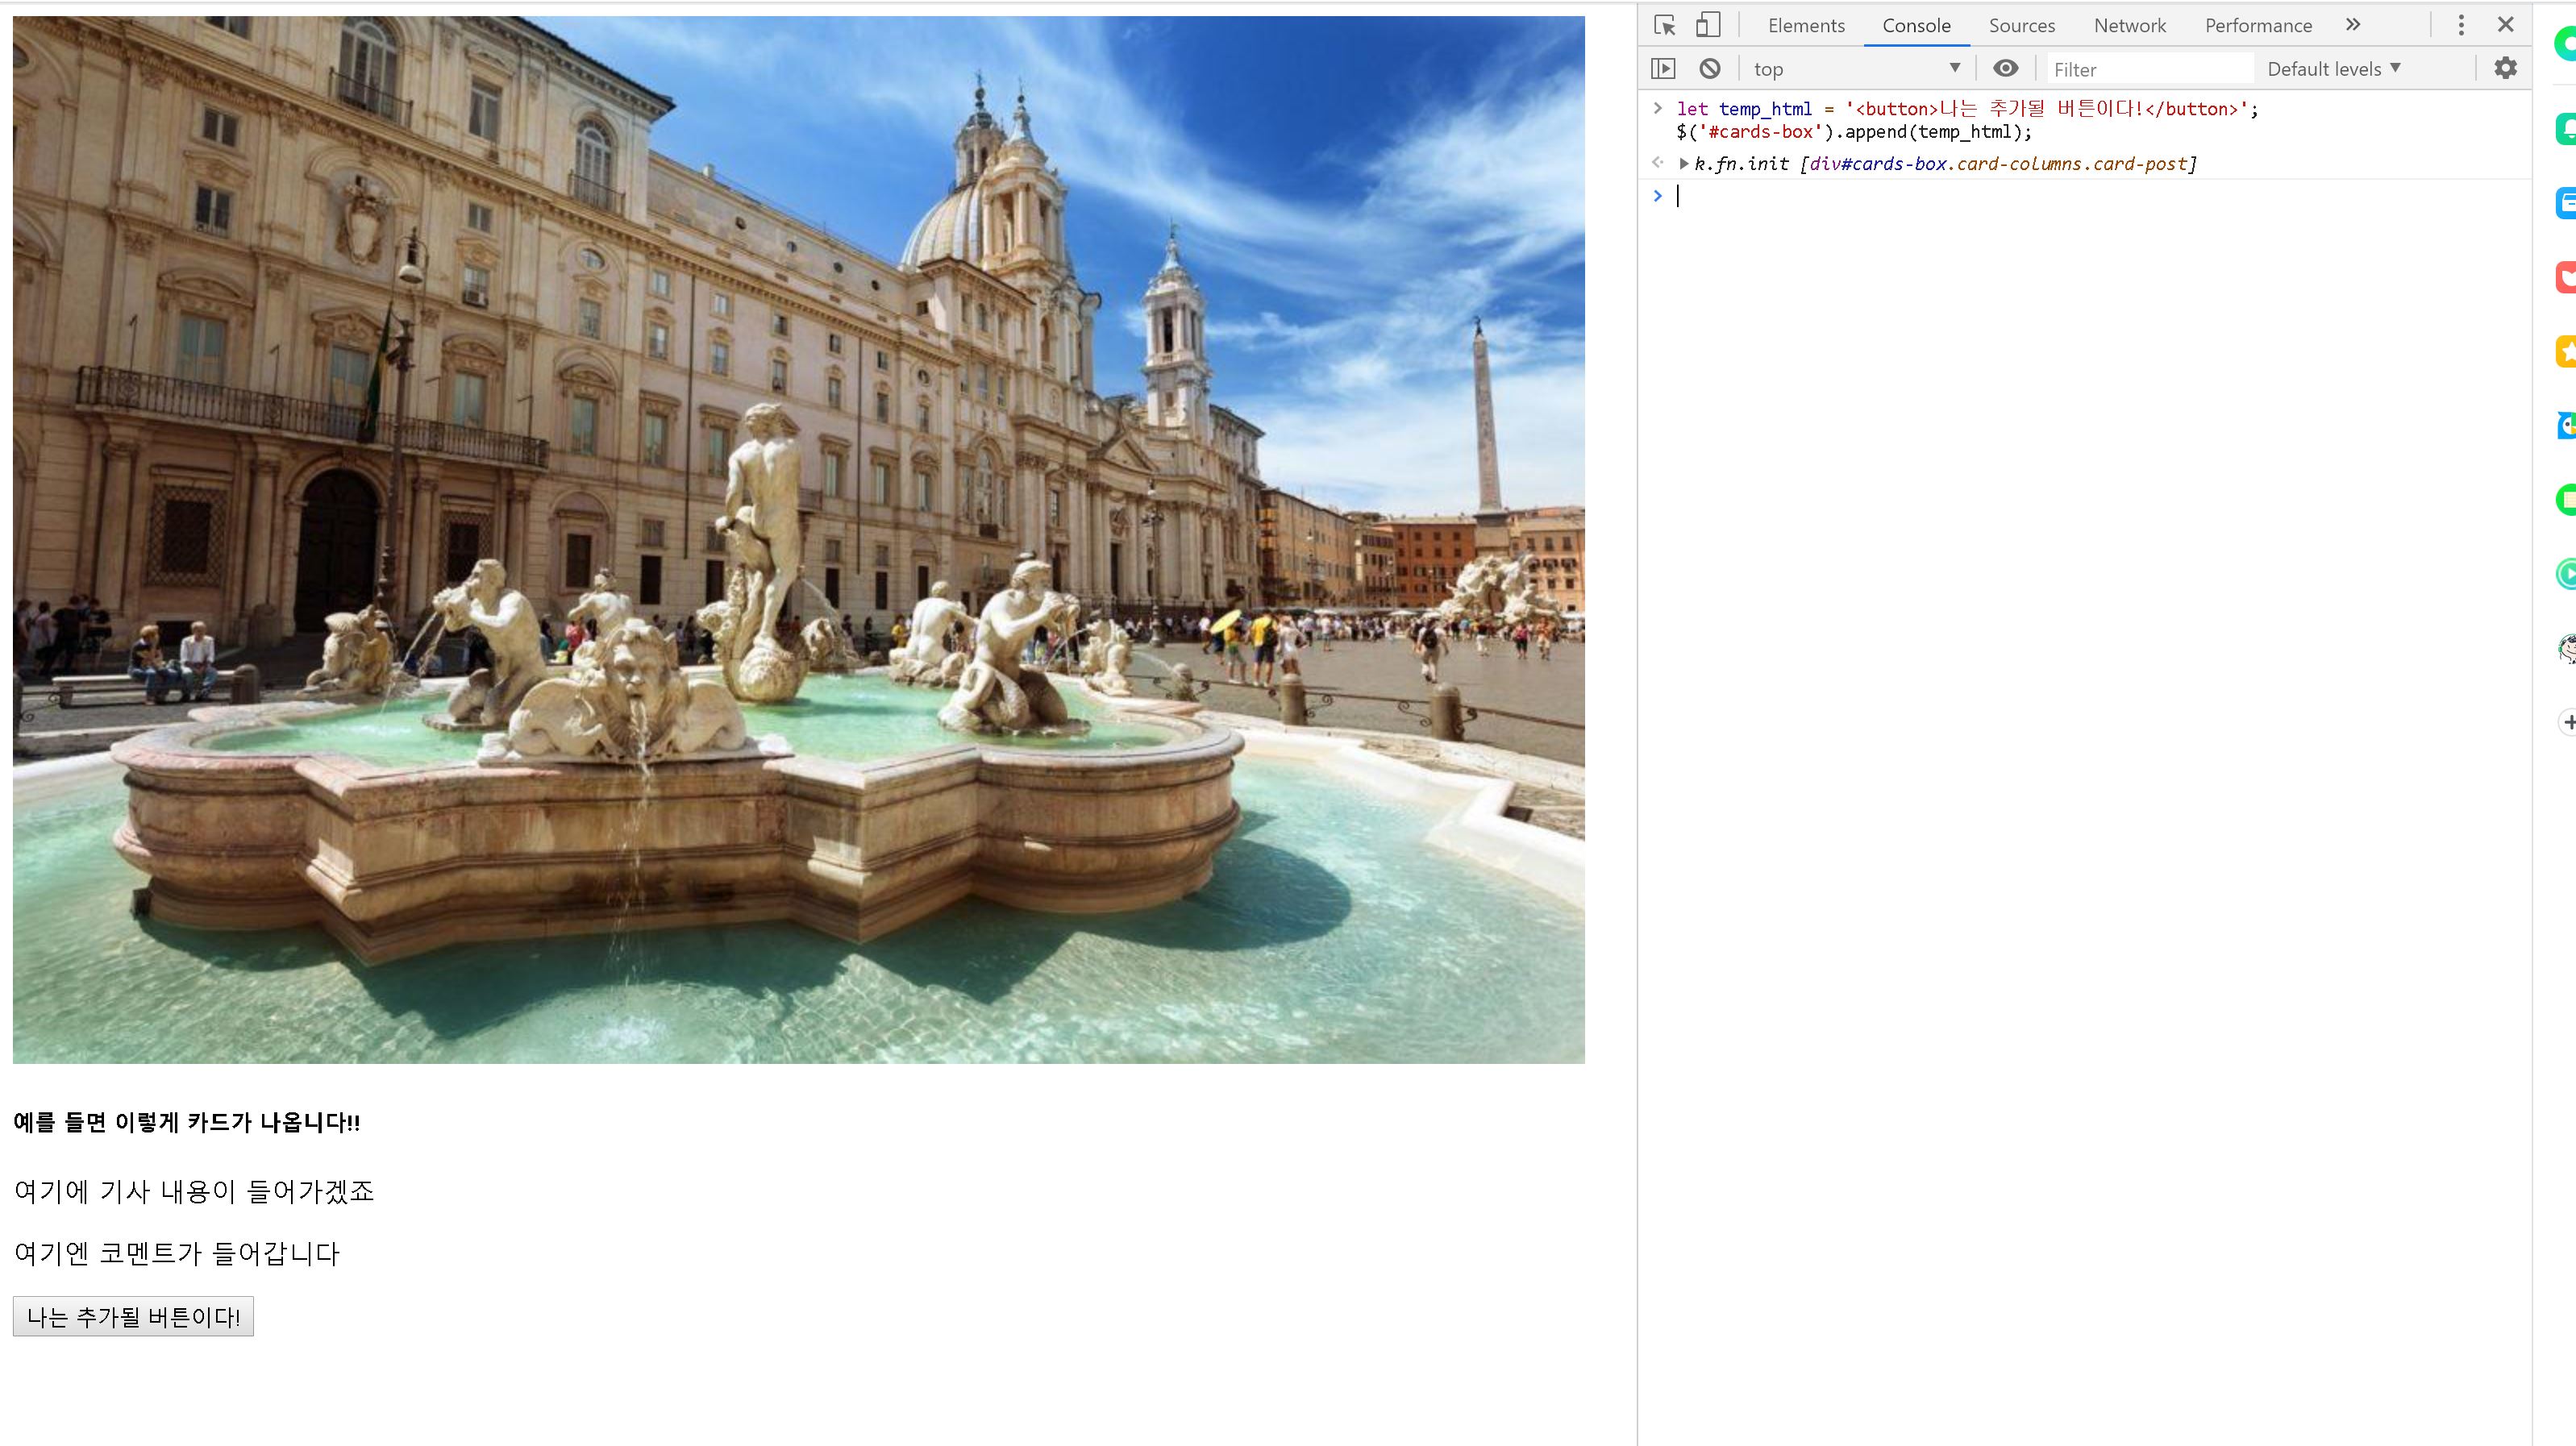 Elements Console Sources Network Performance »
top Filter Default levels
let temp_html = '<button>나는 추가될 버튼이다!</button>';
$('#cards-box').append(temp_html);
k.fn.init [div#cards-box.card-columns.card-post]
예를 들면 이렇게 카드가 나옵니다!!
여기에 기사 내용이 들어가겠죠
여기엔 코멘트가 들어갑니다
나는 추가될 버튼이다!